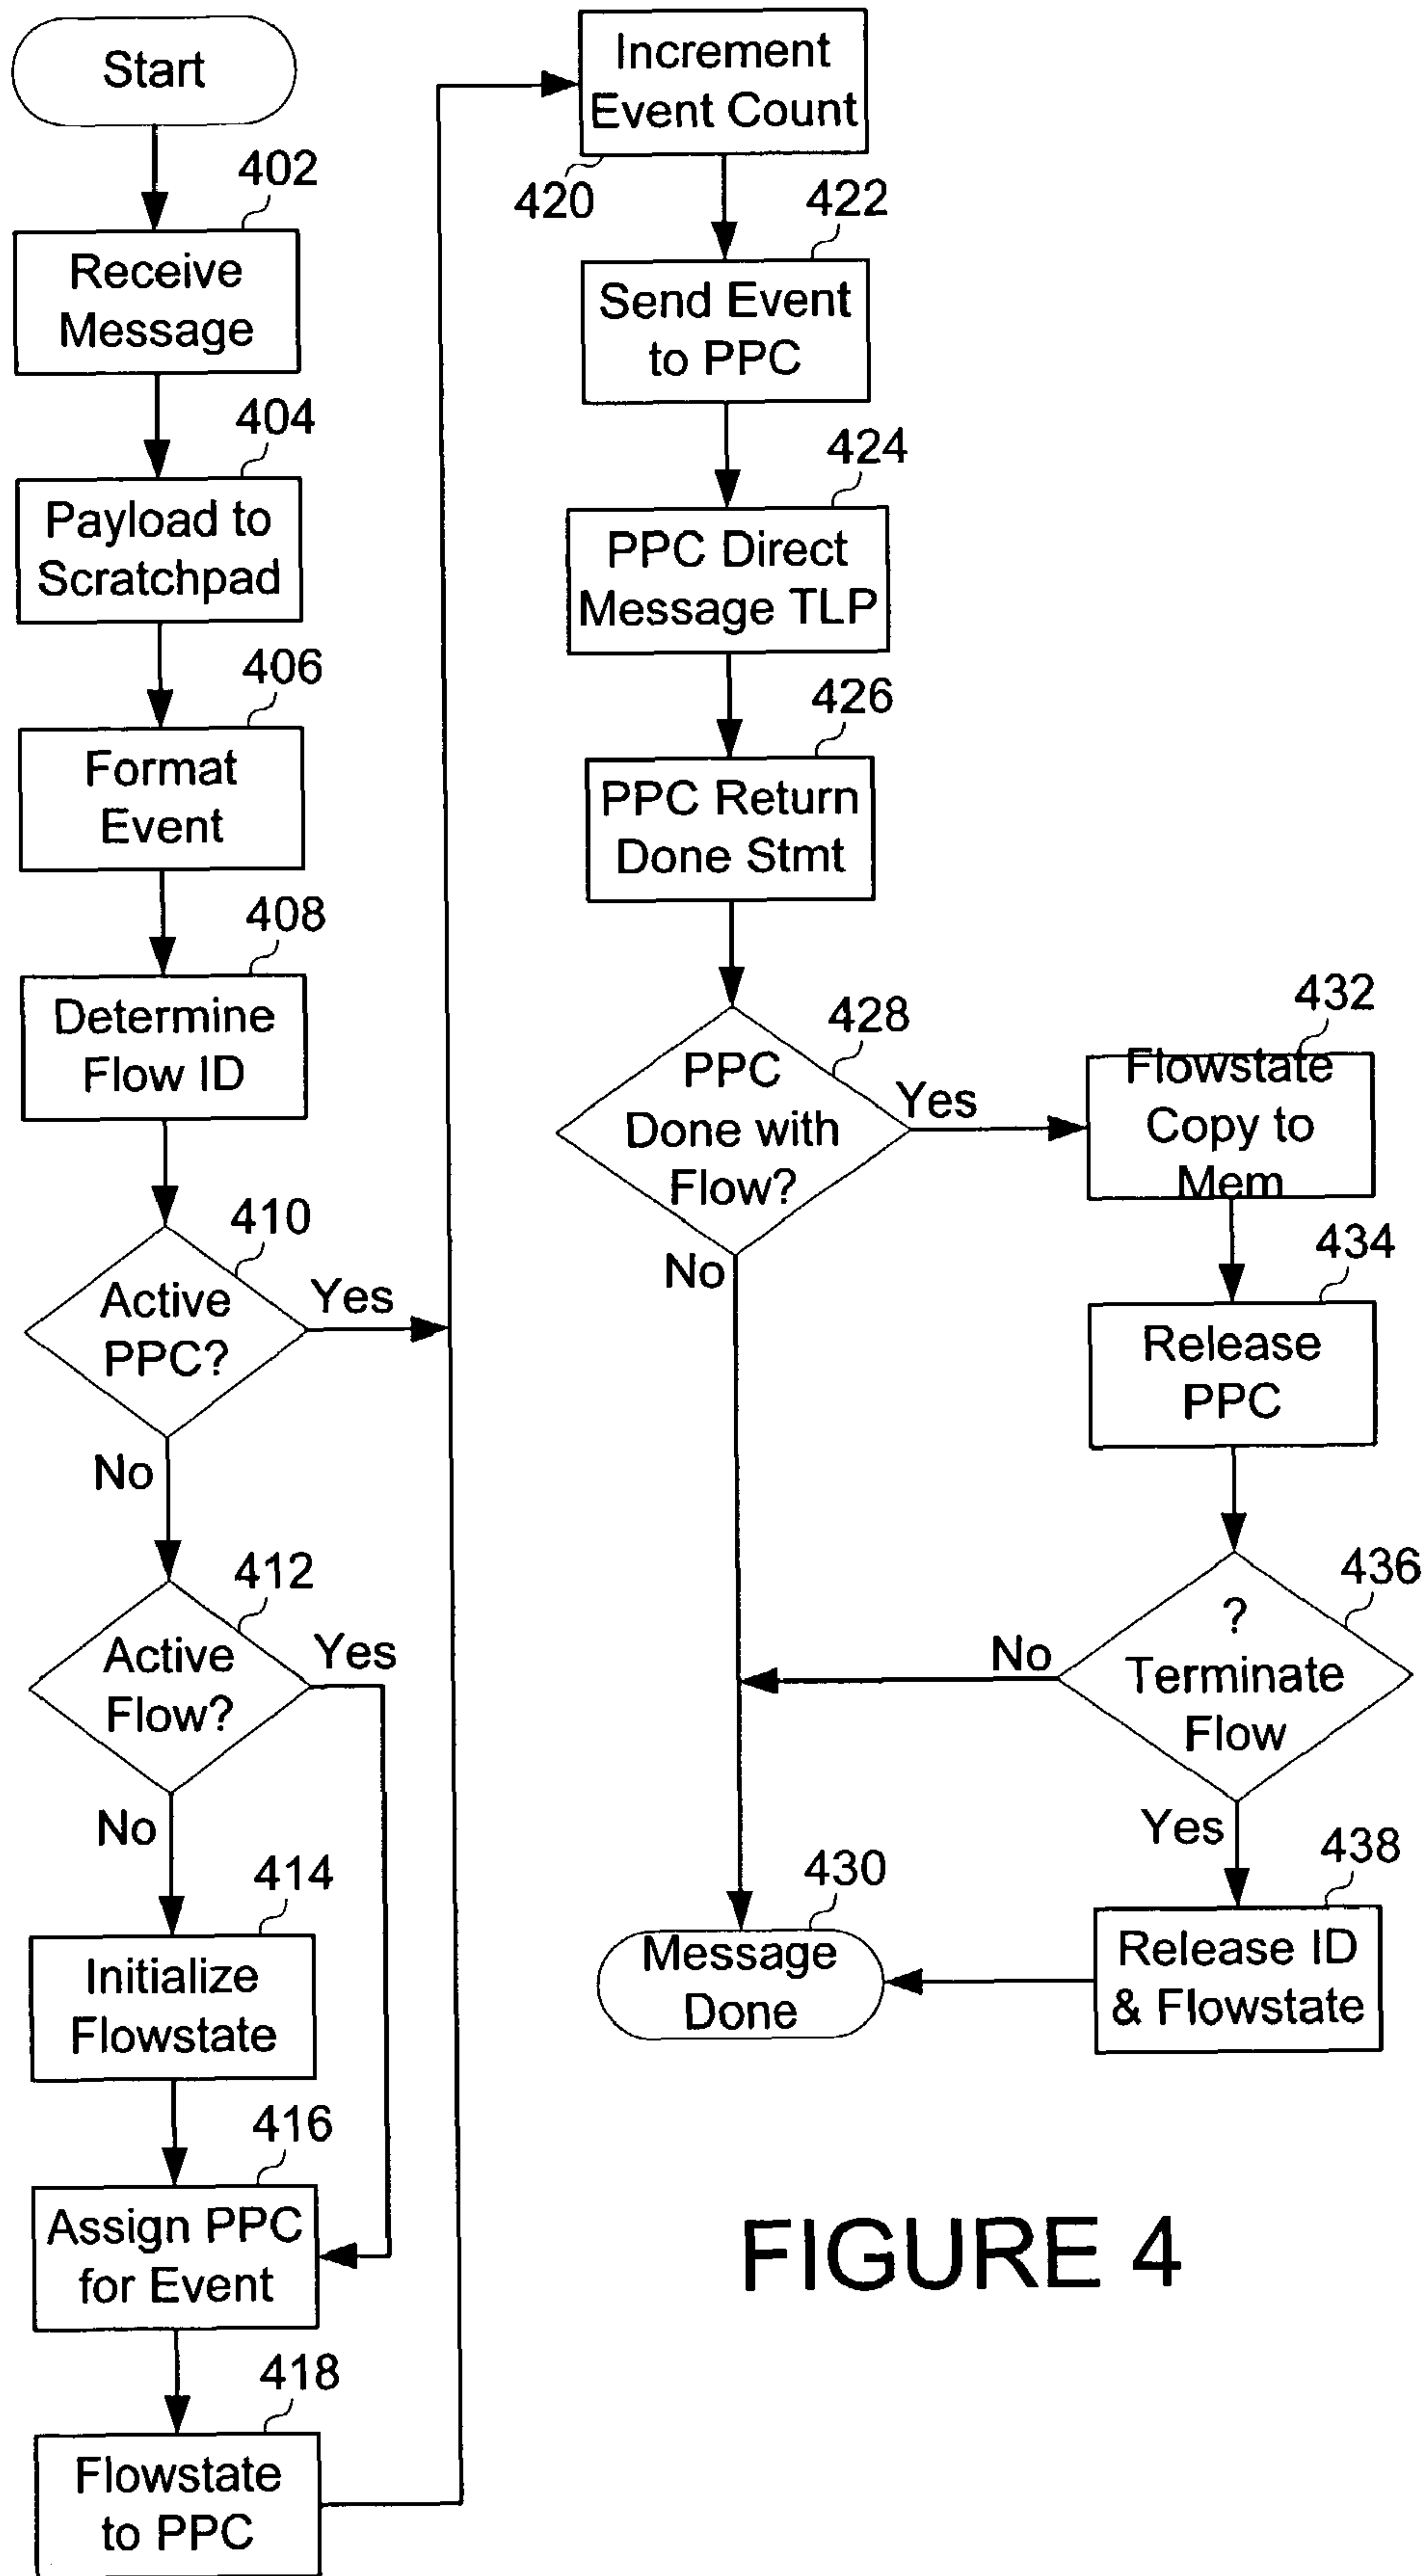 Start
402
Receive
Message
404
Payload to
Scratchpad
406
Format
Event
408
Determine
Flow ID
410
Active
PPC?
Yes
No
412
Active
Flow?
Yes
No
414
Initialize
Flowstate
416
Assign PPC
for Event
418
Flowstate
to PPC
Increment
Event Count
420
422
Send Event
to PPC
424
PPC Direct
Message TLP
426
PPC Return
Done Stmt
428
PPC
Done with
Flow?
Yes
No
432
Flowstate
Copy to
Mem
434
Release
PPC
436
?
Terminate
Flow
No
Yes
438
Release ID
& Flowstate
430
Message
Done
FIGURE 4